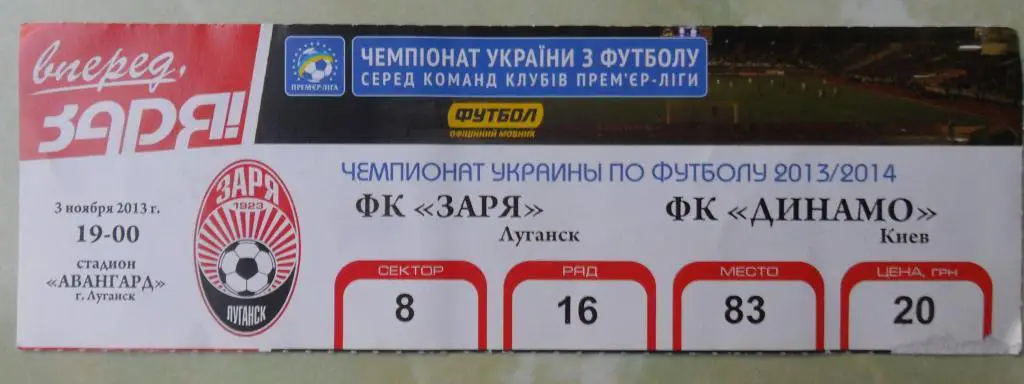 вперед,
ЗАРЯ!
ПРЕМ'ЄР-ЛІГА
ЧЕМПІОНАТ УКРАЇНИ З ФУТБОЛУ
СЕРЕД КОМАНД КЛУБІВ ПРЕМ'ЄР-ЛІГИ
ФУТБОЛ
ОФІЦІЙНИЙ МОВНИК
ЧЕМПИОНАТ УКРАИНЫ ПО ФУТБОЛУ 2013/2014
3 ноября 2013 г.
19-00
стадион
«АВАНГАРД»
г. Луганск
ЗАРЯ
1923
ЛУГАНСК
ФК «ЗАРЯ»
Луганск
ФК «ДИНАМО»
Киев
СЕКТОР
8
РЯД
16
МЕСТО
83
ЦЕНА, ГРН
20